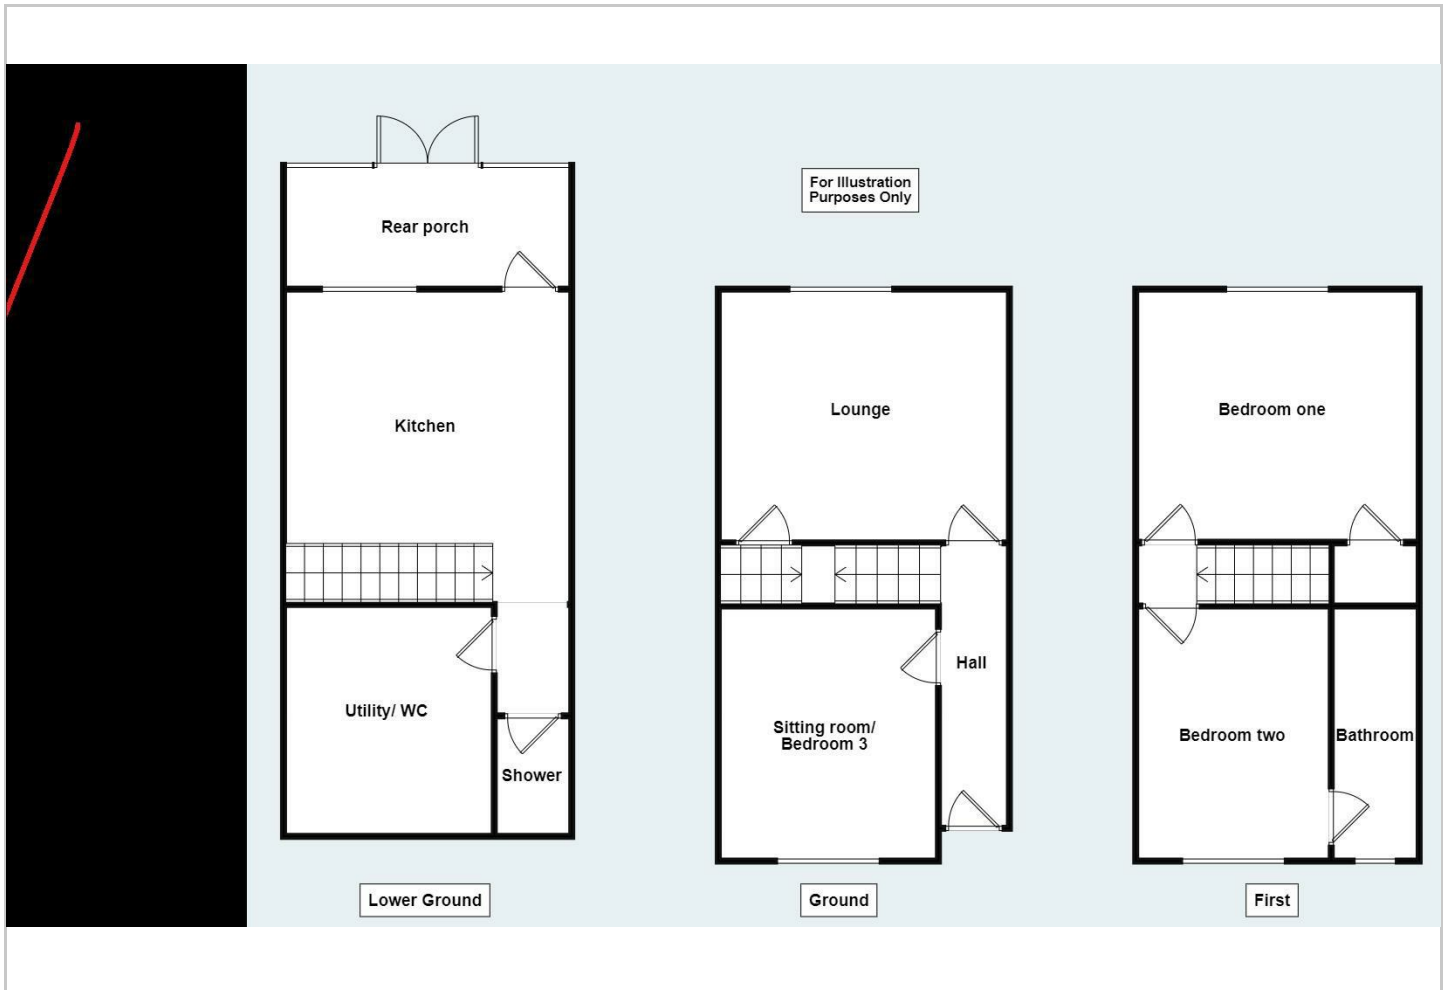 For Illustration
Purposes Only
Rear porch
Kitchen
Utility/ WC
Shower
Lower Ground
Lounge
Hall
Sitting room/
Bedroom 3
Ground
Bedroom one
Bedroom two
Bathroom
First